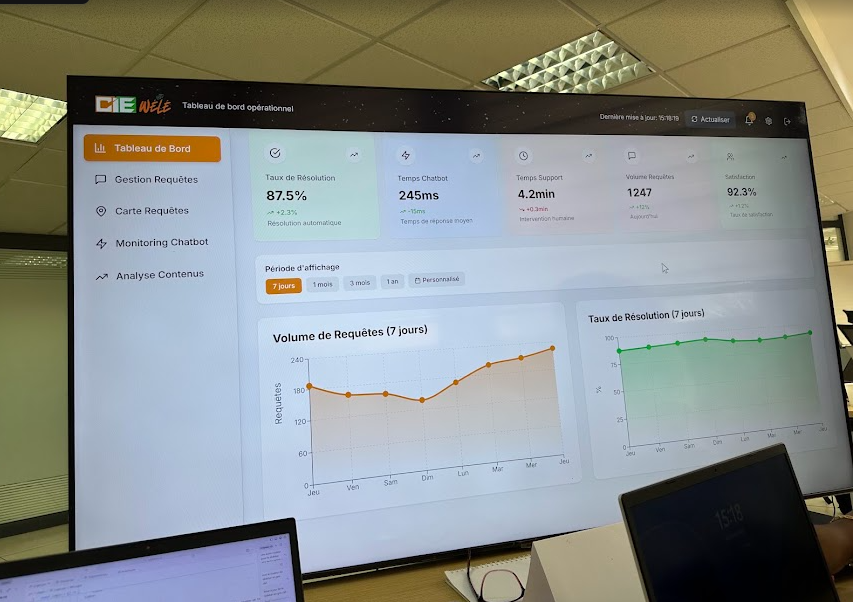 CIE WÉLÉ
Tableau de bord opérationnel
Dernière mise à jour: 15:18:19
Actualiser
Tableau de Bord
Gestion Requêtes
Carte Requêtes
Monitoring Chatbot
Analyse Contenus
Taux de Résolution
87.5%
+2.3%
Résolution automatique
Temps Chatbot
245ms
-15ms
Temps de réponse moyen
Temps Support
4.2min
+0.3min
Intervention humaine
Volume Requêtes
1247
+12%
Aujourd'hui
Satisfaction
92.3%
+1.2%
Taux de satisfaction
Période d'affichage
7 jours
1 mois
3 mois
1 an
Personnalisé
Volume de Requêtes (7 jours)
Requêtes
240
180
120
60
0
Jeu Ven Sam Dim Lun Mar Mer Jeu
Taux de Résolution (7 jours)
%
100
75
50
25
0
Jeu Ven Sam Dim Lun Mar Mer Jeu
15:18